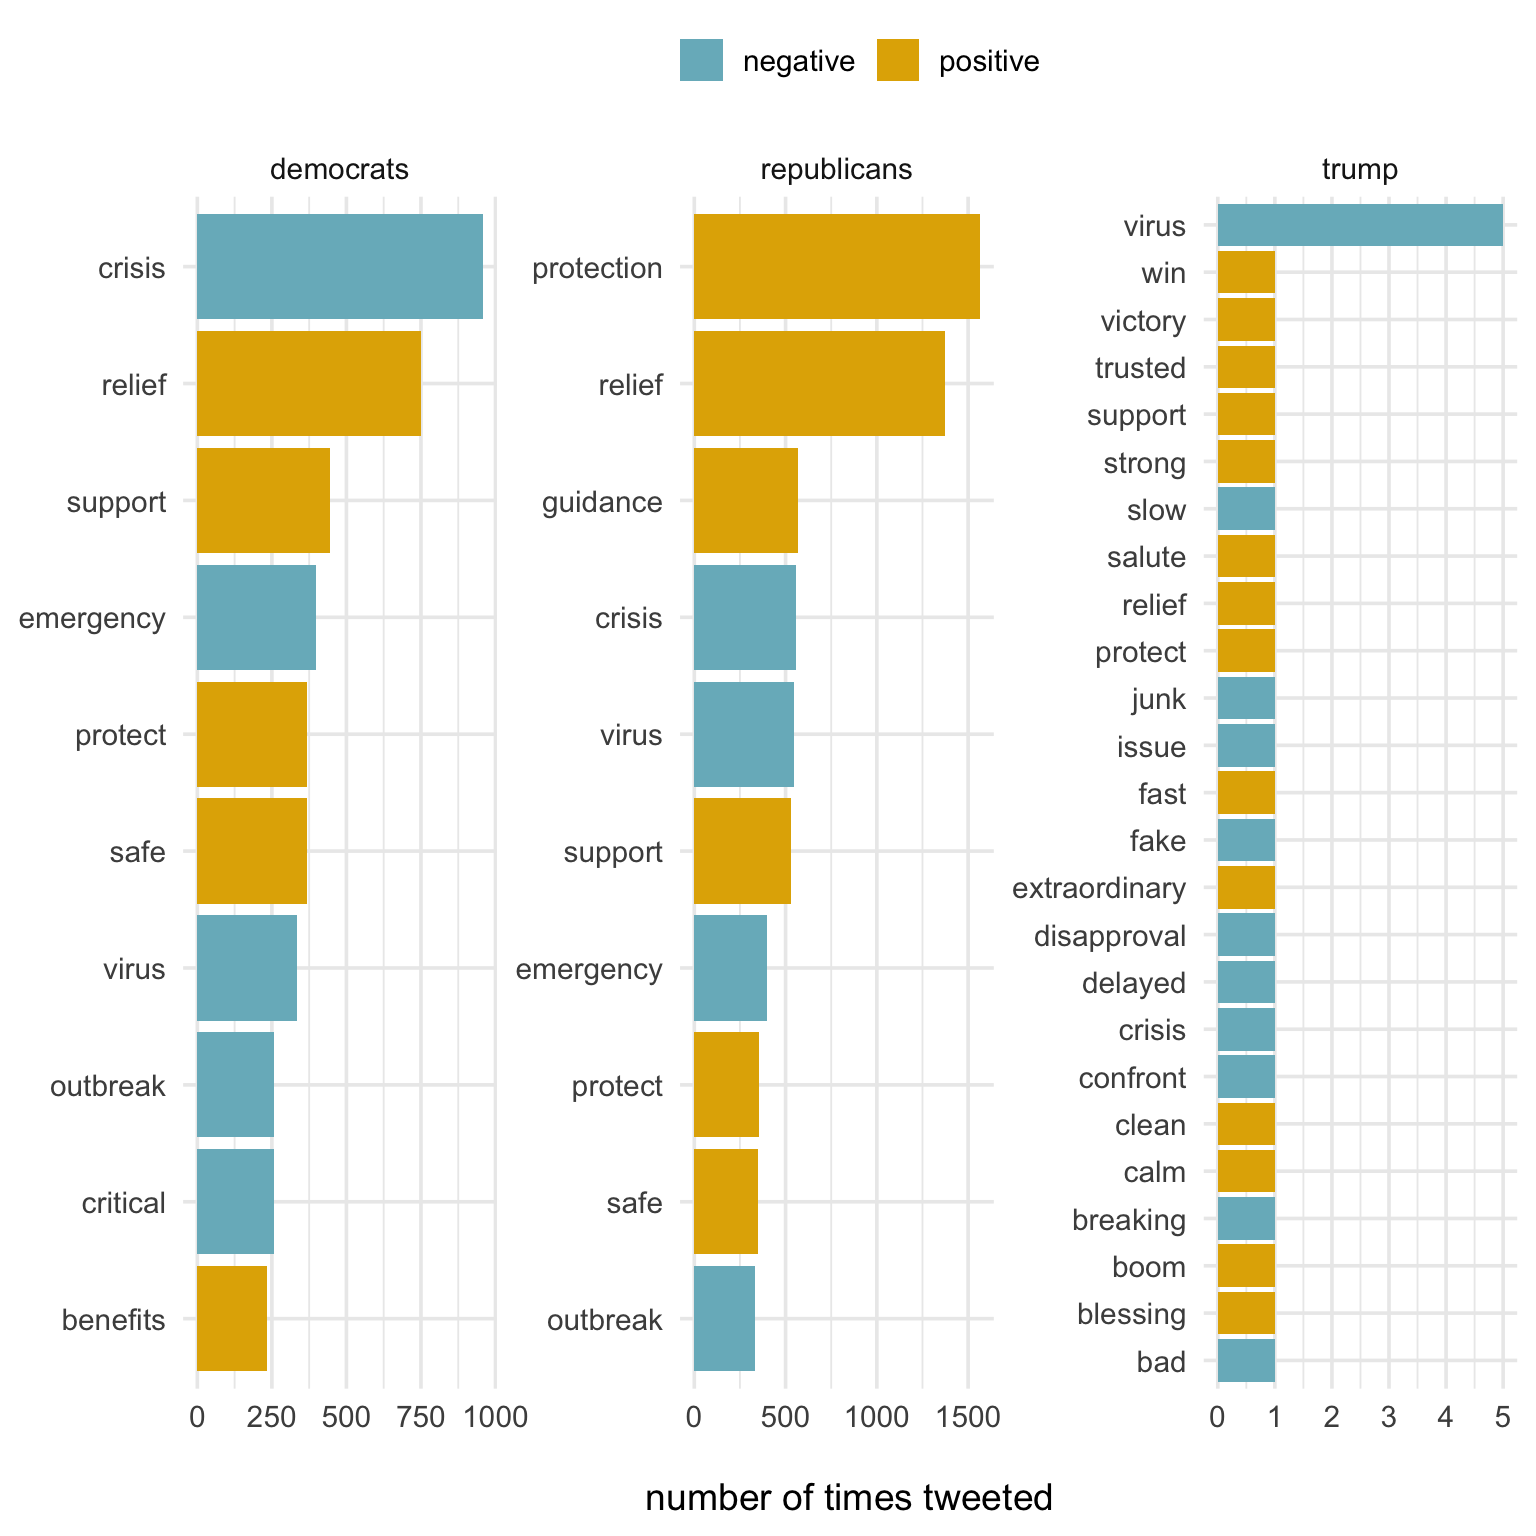 negative positive
democrats
crisis
relief
support
emergency
protect
safe
virus
outbreak
critical
benefits
0 250 500 750 1000
republicans
protection
relief
guidance
crisis
virus
support
emergency
protect
safe
outbreak
0 500 1000 1500
trump
virus
win
victory
trusted
support
strong
slow
salute
relief
protect
junk
issue
fast
fake
extraordinary
disapproval
delayed
crisis
confront
clean
calm
breaking
boom
blessing
bad
0 1 2 3 4 5
number of times tweeted